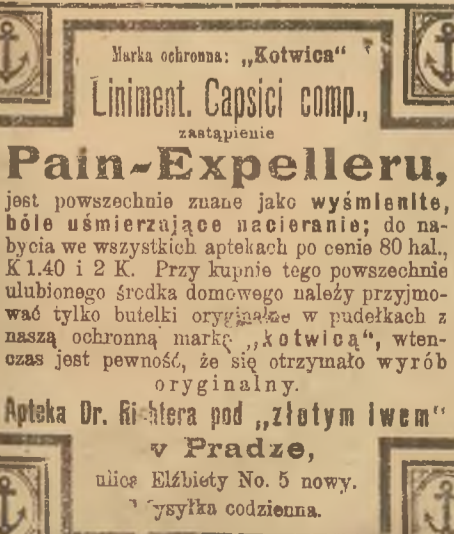 Marka ochronna: „Kotwica“
Liniment. Capsici comp.,
zastąpienie
Pain-Expelleru,
jest powszechnie znane jako wyśmienite,
bóle uśmierzające nacieranie; do na-
bycia we wszystkich aptekach po cenie 80 hal.,
K 1.40 i 2 K. Przy kupnie tego powszechnie
ulubionego środka domowego należy przyjmo-
wać tylko butelki oryginalne w pudełkach z
naszą ochronną marką „kotwicą“, wten-
czas jest pewność, że się otrzymało wyrób
oryginalny.
Apteka Dr. Richtera pod „złotym lwem“
v Pradze,
ulica Elżbiety No. 5 nowy.
Wysyłka codzienna.